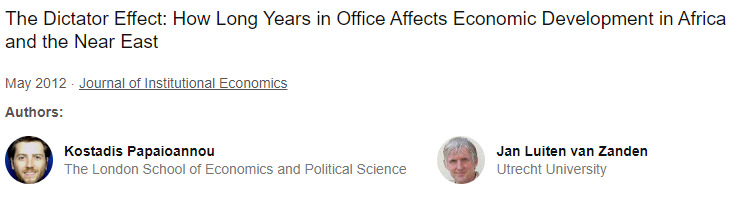 The Dictator Effect: How Long Years in Office Affects Economic Development in Africa
and the Near East
May 2012 · Journal of Institutional Economics
Authors:
Kostadis Papaioannou
The London School of Economics and Political Science
Jan Luiten van Zanden
Utrecht University